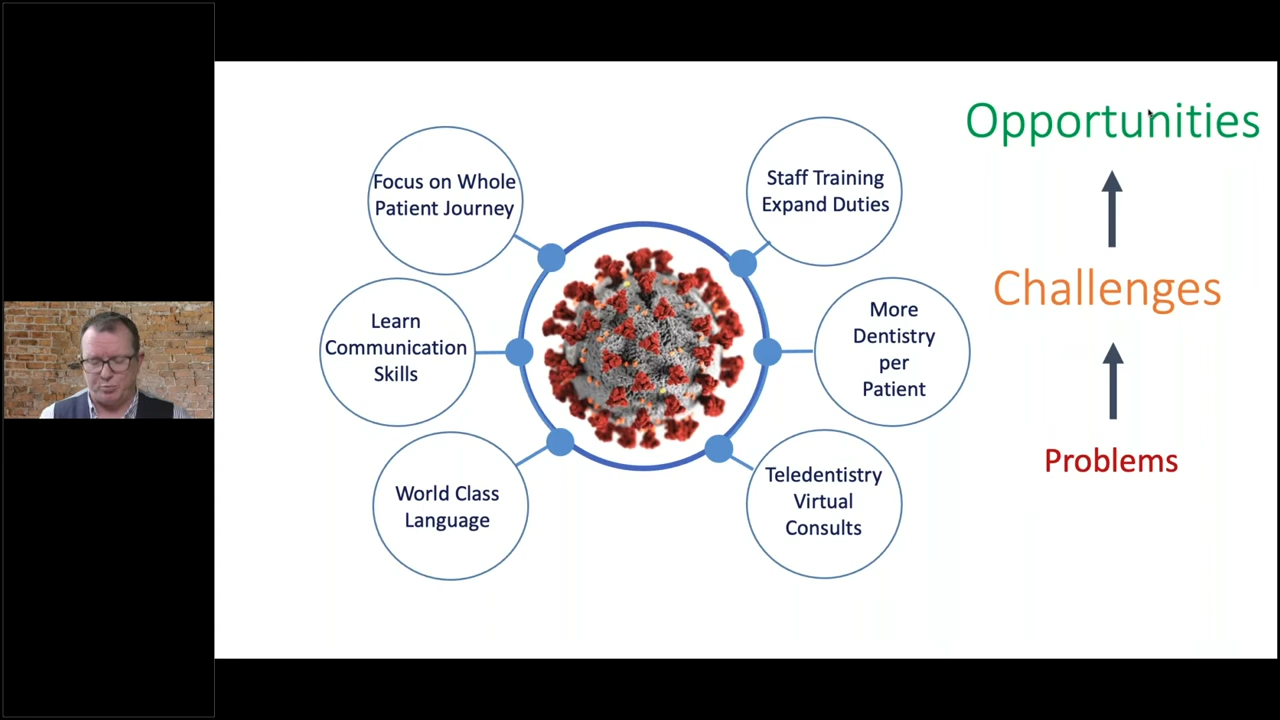 Focus on Whole
Patient Journey
Learn
Communication
Skills
World Class
Language
Staff Training
Expand Duties
More
Dentistry
per
Patient
Teledentistry
Virtual
Consults
Opportunities
Challenges
Problems